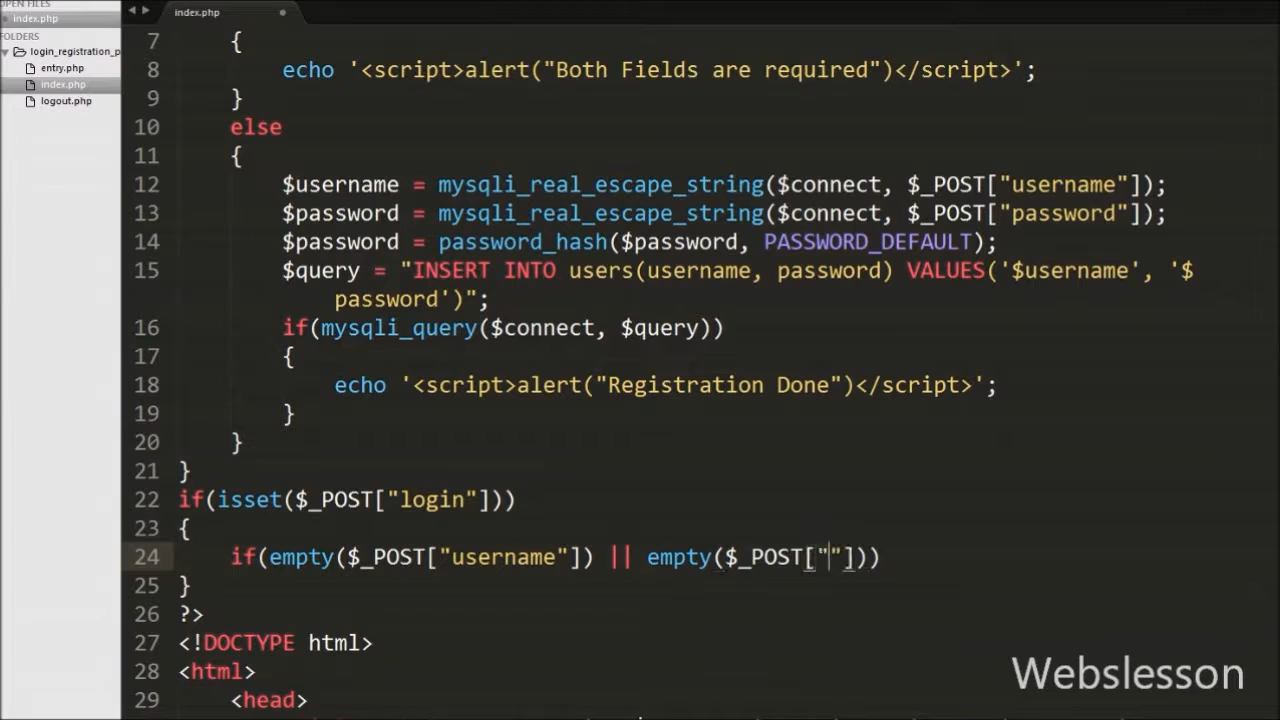 OPEN FILES
index.php
FOLDERS
login_registration_p
entry.php
index.php
logout.php
index.php
7 {
8 echo '<script>alert("Both Fields are required")</script>';
9 }
10 else
11 {
12 $username = mysqli_real_escape_string($connect, $_POST["username"]);
13 $password = mysqli_real_escape_string($connect, $_POST["password"]);
14 $password = password_hash($password, PASSWORD_DEFAULT);
15 $query = "INSERT INTO users(username, password) VALUES('$username', '$
password')";
16 if(mysqli_query($connect, $query))
17 {
18 echo '<script>alert("Registration Done")</script>';
19 }
20 }
21 }
22 if(isset($_POST["login"]))
23 {
24 if(empty($_POST["username"]) || empty($_POST[""]))
25 }
26 ?>
27 <!DOCTYPE html>
28 <html>
29 <head>
Webslesson